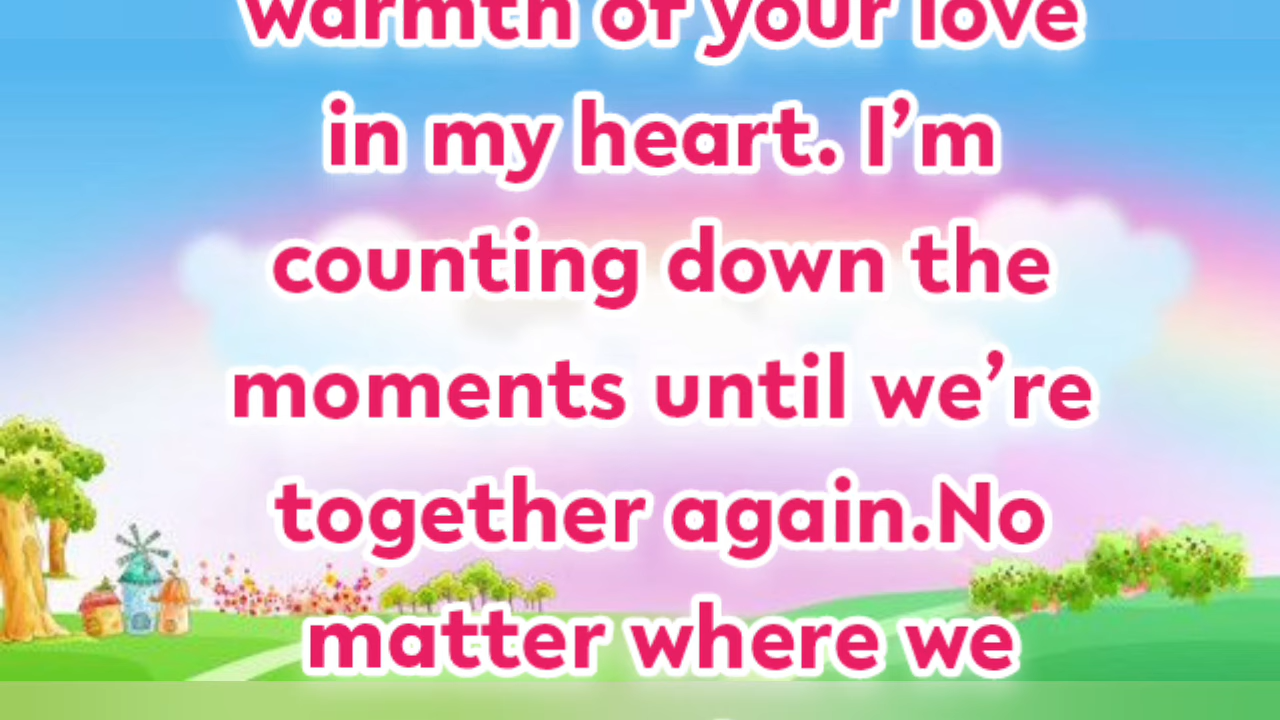 warmth of your love
in my heart. I’m
counting down the
moments until we’re
together again.No
matter where we